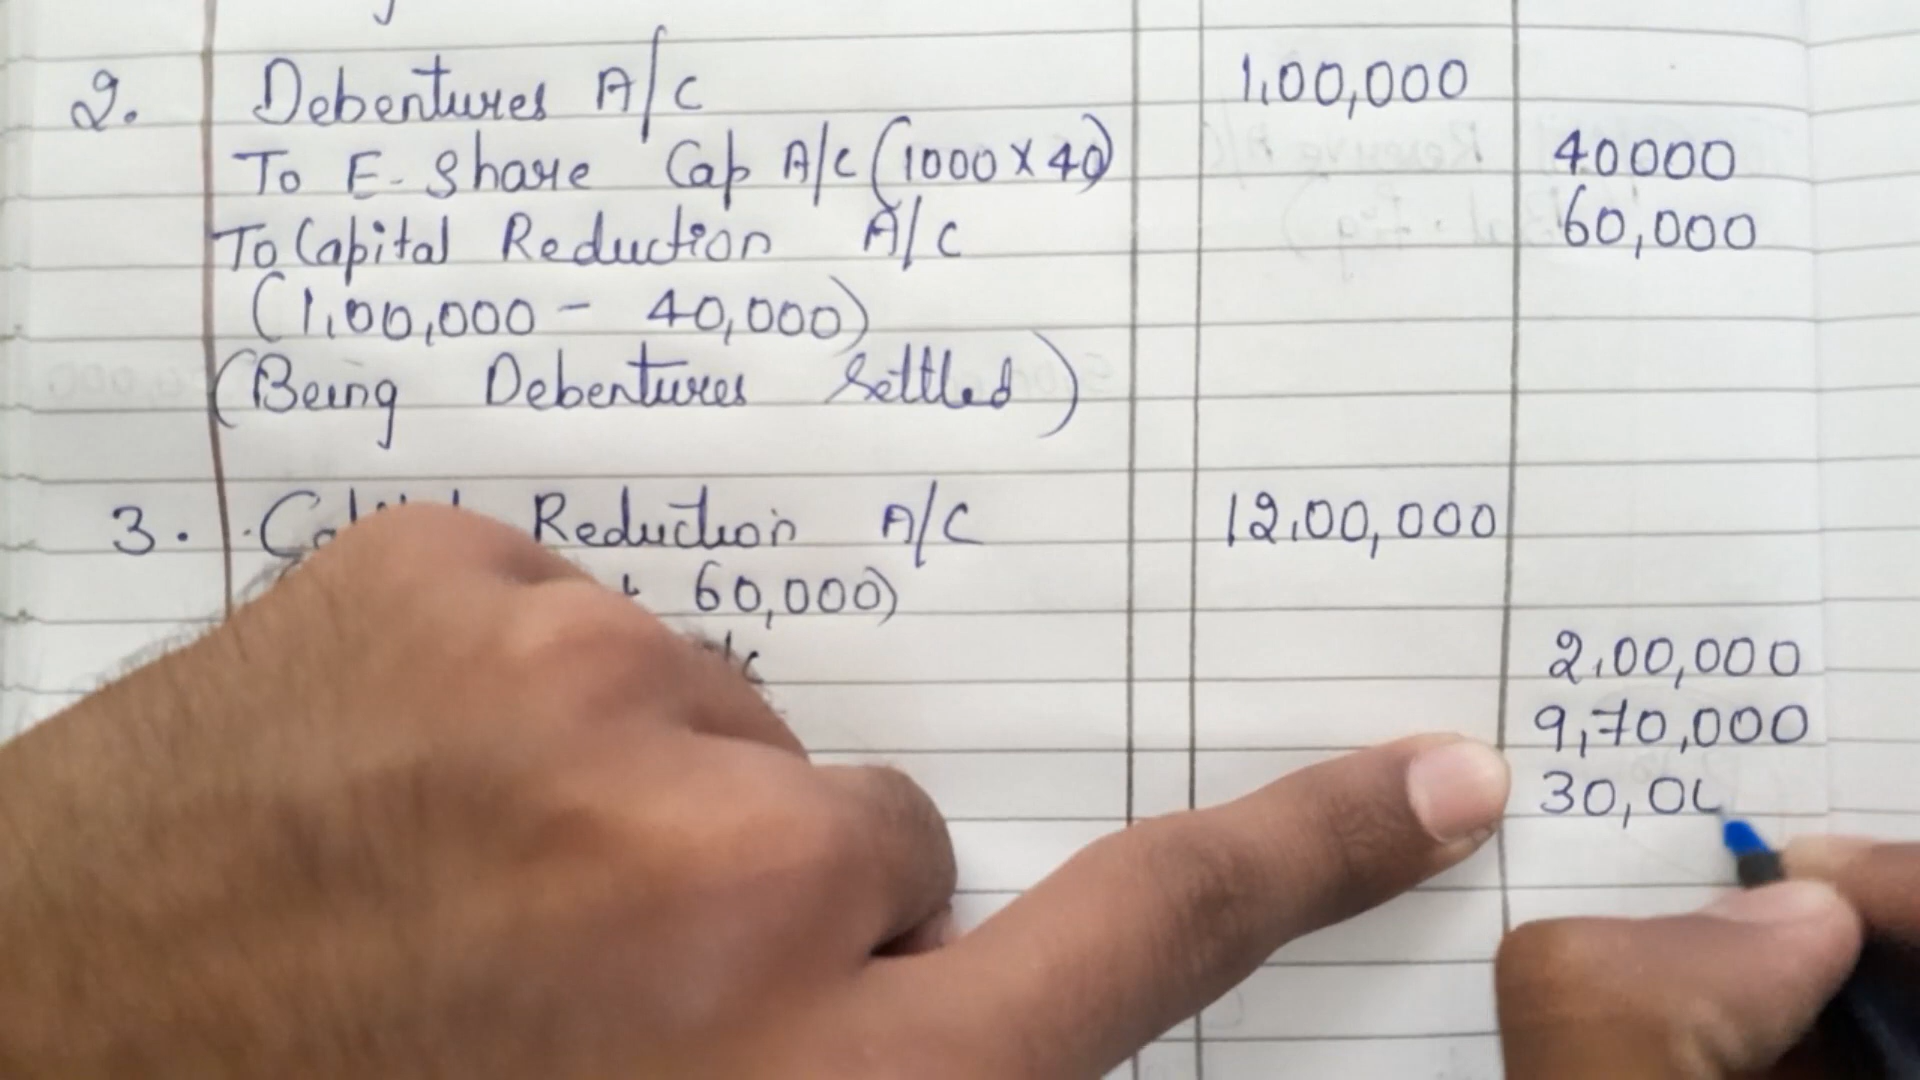 2. Debentures A/c 1,00,000
To E. Share Cap A/c (1000 x 40) 40000
To Capital Reduction A/c 60,000
(1,00,000 - 40,000)
(Being Debentures Settled)
3. Reduction A/C 12,00,000
60,000)
2,00,000
9,70,000
30,0